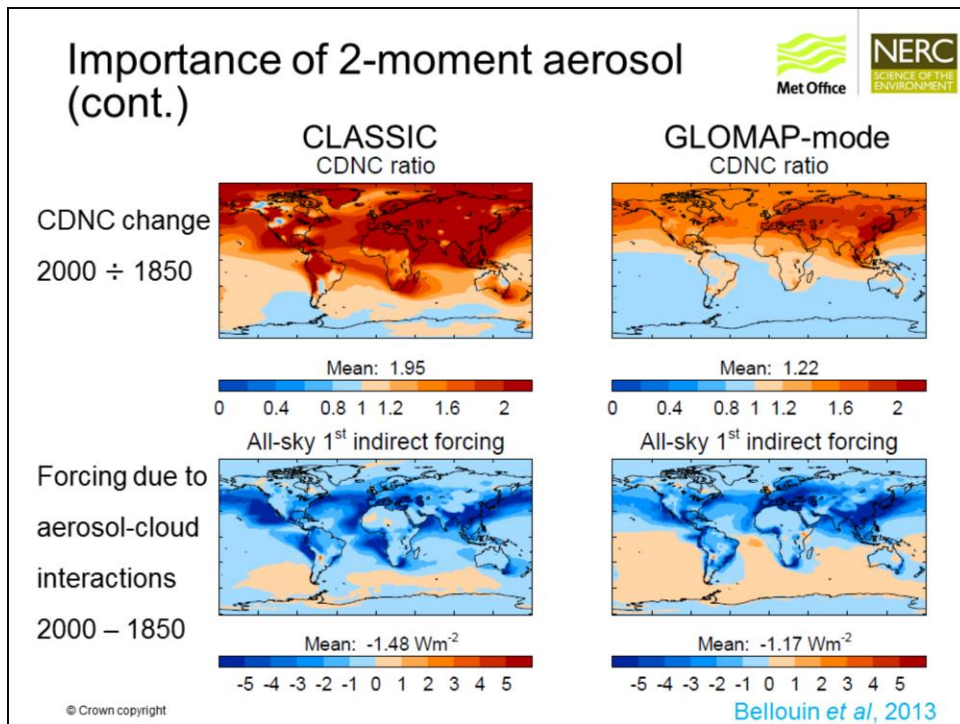 Importance of 2-moment aerosol
(cont.)
Met Office
NERC
SCIENCE OF THE
ENVIRONMENT
CLASSIC
CDNC ratio
GLOMAP-mode
CDNC ratio
CDNC change
2000 ÷ 1850
Mean: 1.95
0 0.4 0.8 1 1.2 1.6 2
Mean: 1.22
0 0.4 0.8 1 1.2 1.6 2
All-sky 1st indirect forcing
All-sky 1st indirect forcing
Forcing due to
aerosol-cloud
interactions
2000 – 1850
Mean: -1.48 Wm-2
-5 -4 -3 -2 -1 0 1 2 3 4 5
Mean: -1.17 Wm-2
-5 -4 -3 -2 -1 0 1 2 3 4 5
© Crown copyright
Bellouin et al, 2013